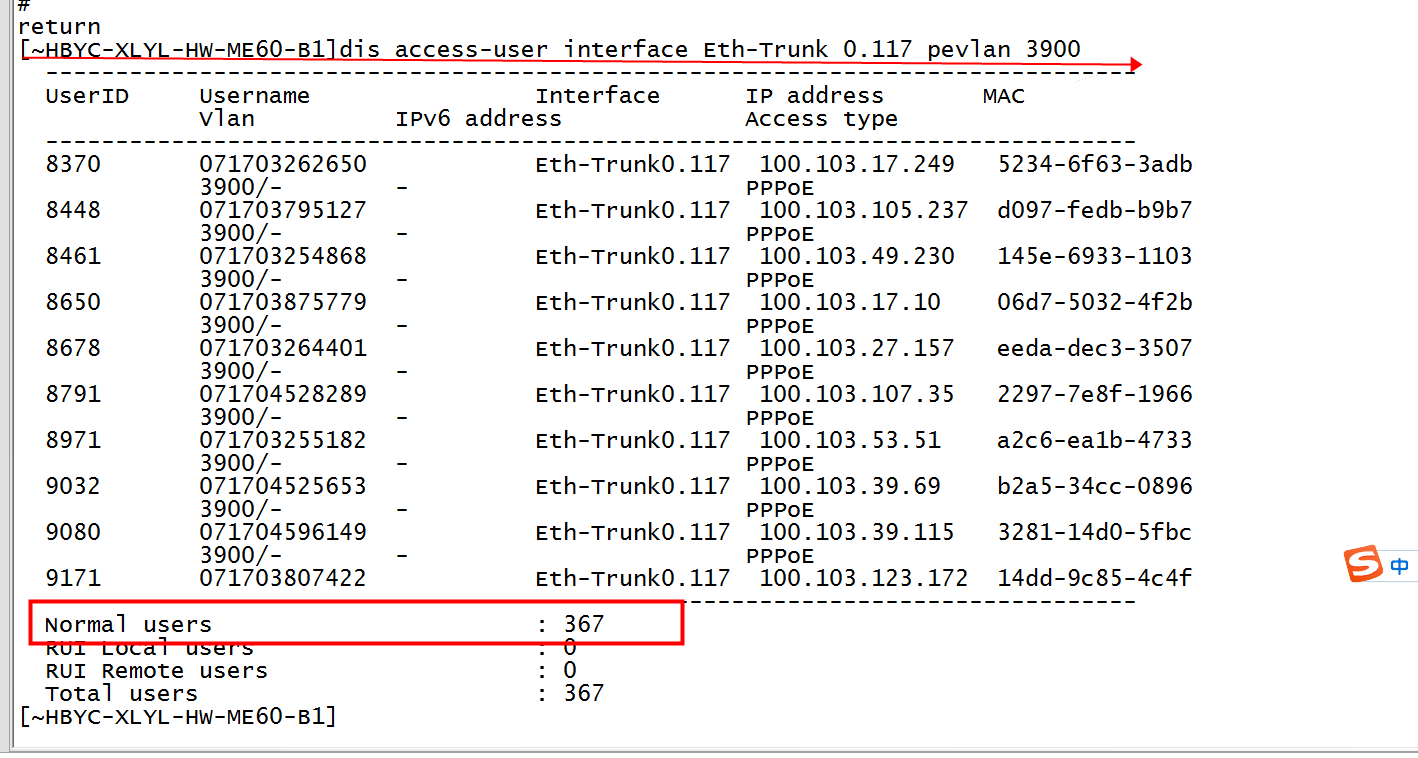 #
return
[~HBYC-XLYL-HW-ME60-B1]dis access-user interface Eth-Trunk 0.117 pevlan 3900
------------------------------------------------------------------------------
UserID Username Interface IP address MAC
Vlan IPv6 address Access type
------------------------------------------------------------------------------
8370 071703262650 Eth-Trunk0.117 100.103.17.249 5234-6f63-3adb
3900/- - PPPoE
8448 071703795127 Eth-Trunk0.117 100.103.105.237 d097-fedb-b9b7
3900/- - PPPoE
8461 071703254868 Eth-Trunk0.117 100.103.49.230 145e-6933-1103
3900/- - PPPoE
8650 071703875779 Eth-Trunk0.117 100.103.17.10 06d7-5032-4f2b
3900/- - PPPoE
8678 071703264401 Eth-Trunk0.117 100.103.27.157 eeda-dec3-3507
3900/- - PPPoE
8791 071704528289 Eth-Trunk0.117 100.103.107.35 2297-7e8f-1966
3900/- - PPPoE
8971 071703255182 Eth-Trunk0.117 100.103.53.51 a2c6-ea1b-4733
3900/- - PPPoE
9032 071704525653 Eth-Trunk0.117 100.103.39.69 b2a5-34cc-0896
3900/- - PPPoE
9080 071704596149 Eth-Trunk0.117 100.103.39.115 3281-14d0-5fbc
3900/- - PPPoE
9171 071703807422 Eth-Trunk0.117 100.103.123.172 14dd-9c85-4c4f
------------------------------------------------------------------------------
Normal users : 367
RUI Local users : 0
RUI Remote users : 0
Total users : 367
[~HBYC-XLYL-HW-ME60-B1]
S 中